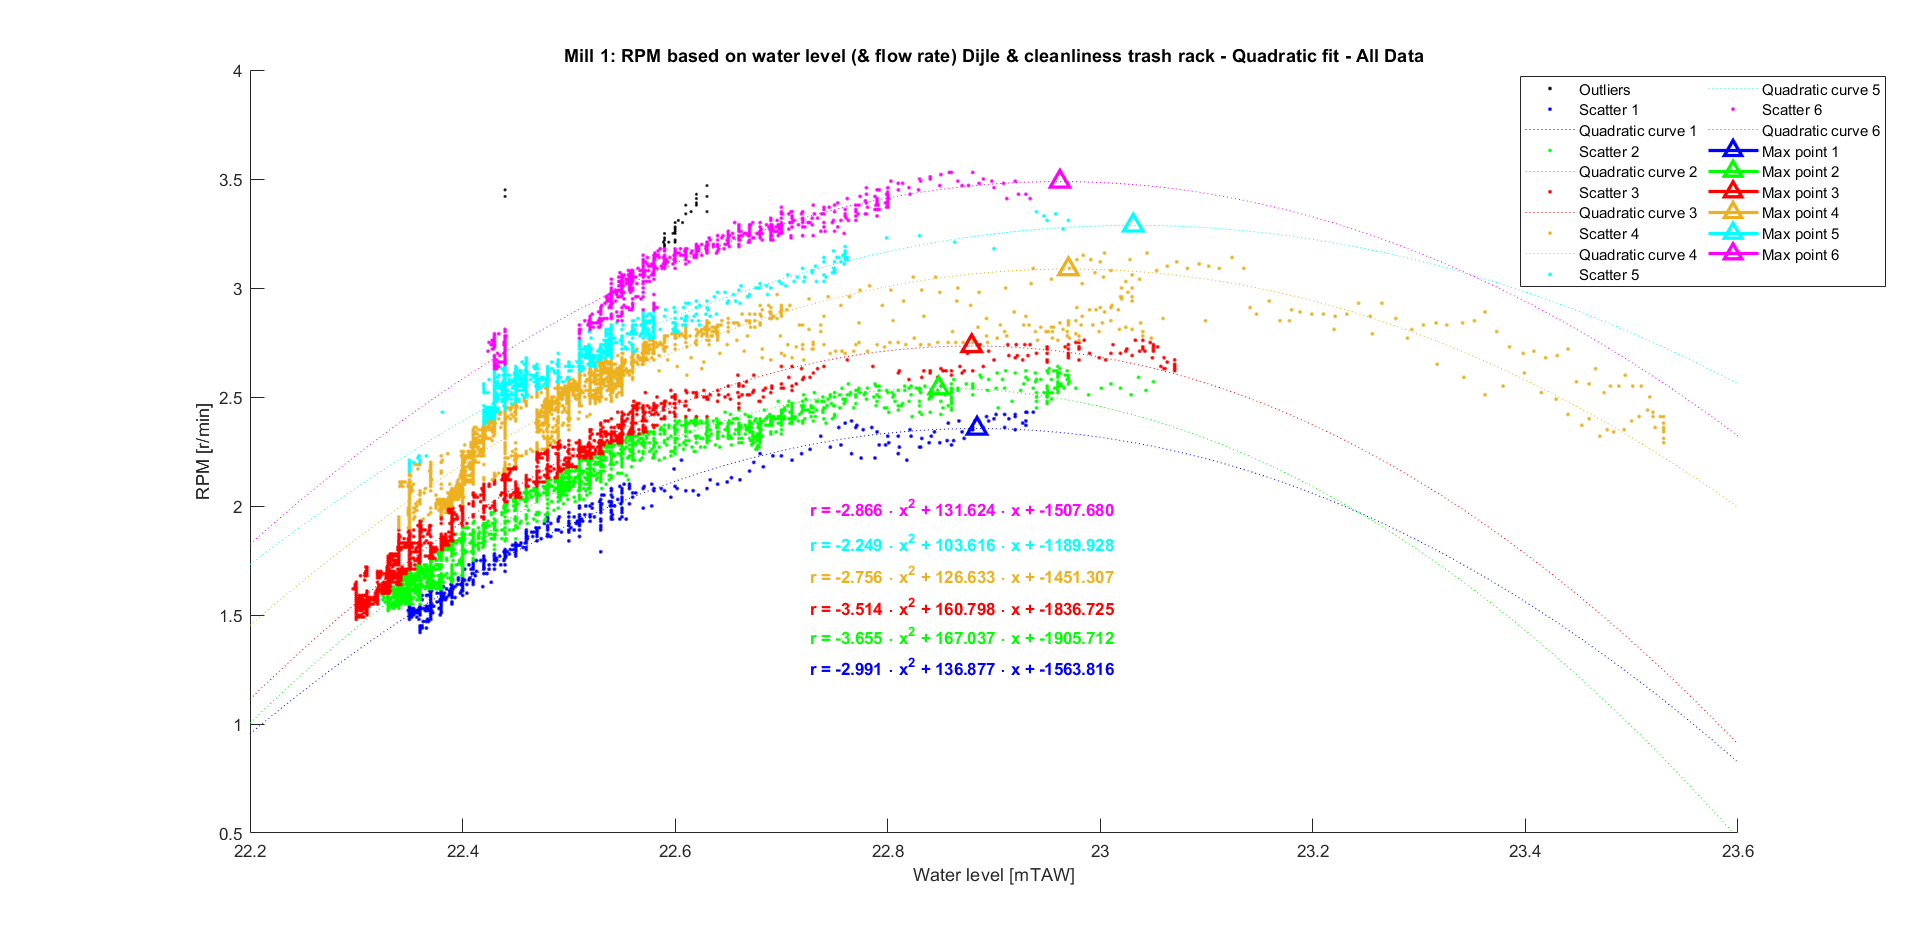 Mill 1: RPM based on water level (& flow rate) Dijle & cleanliness trash rack - Quadratic fit - All Data
4
3.5
3
2.5
2
1.5
1
0.5
RPM [r/min]
22.2
22.4
22.6
22.8
23
23.2
23.4
23.6
Water level [mTAW]
Outliers
Scatter 1
Quadratic curve 1
Scatter 2
Quadratic curve 2
Scatter 3
Quadratic curve 3
Scatter 4
Quadratic curve 4
Scatter 5
Quadratic curve 5
Scatter 6
Quadratic curve 6
Max point 1
Max point 2
Max point 3
Max point 4
Max point 5
Max point 6
r = -2.866 · x² + 131.624 · x + -1507.680
r = -2.249 · x² + 103.616 · x + -1189.928
r = -2.756 · x² + 126.633 · x + -1451.307
r = -3.514 · x² + 160.798 · x + -1836.725
r = -3.655 · x² + 167.037 · x + -1905.712
r = -2.991 · x² + 136.877 · x + -1563.816